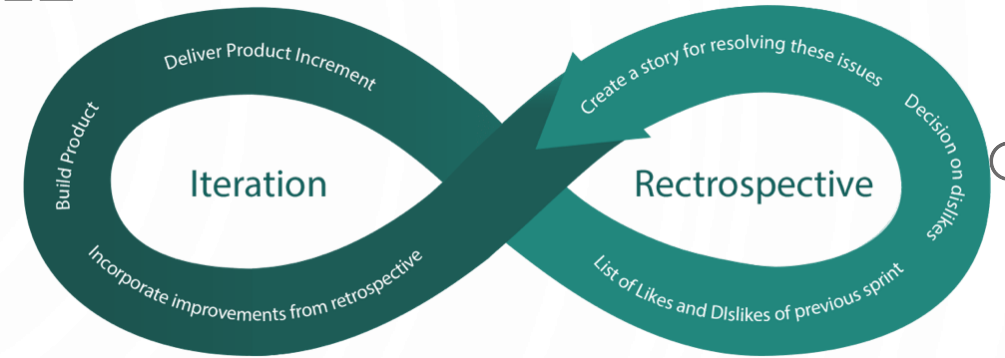 Deliver Product Increment
Build Product
Iteration
Incorporate improvements from retrospective
Create a story for resolving these issues
Decision on dislikes
Rectrospective
List of Likes and DIslikes of previous sprint